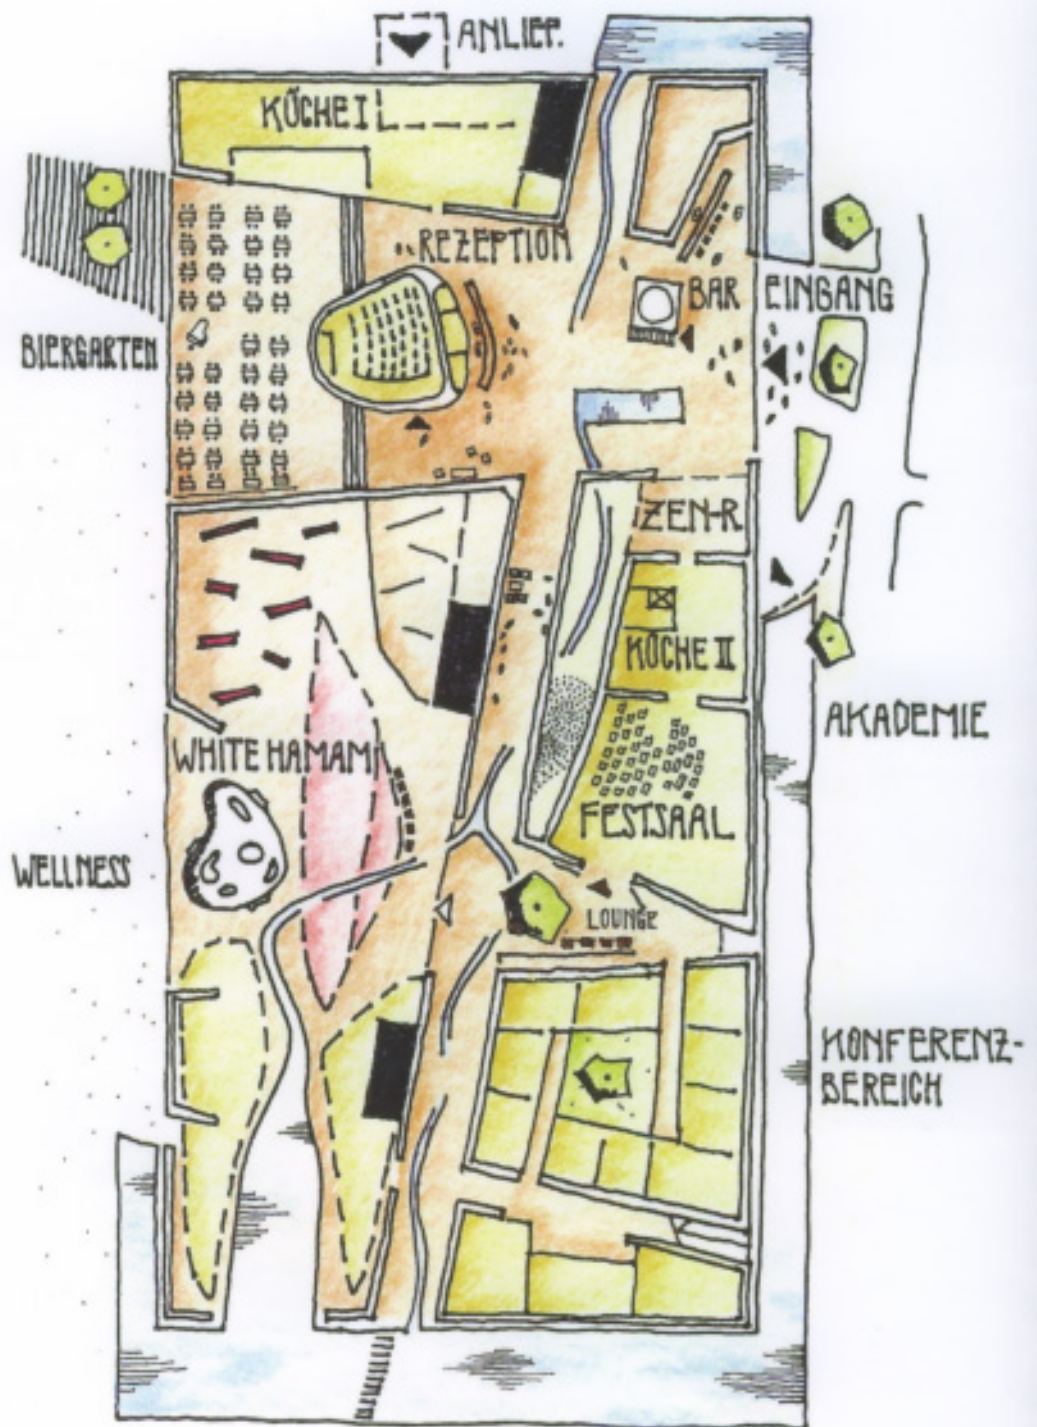 ANLIEF.
KÜCHE I
REZEPTION
BAR
EINGANG
BIERGARTEN
ZEN-R
KÜCHE II
AKADEMIE
WHITE HAMAM
FESTSAAL
WELLNESS
LOUNGE
KONFERENZ-
BEREICH